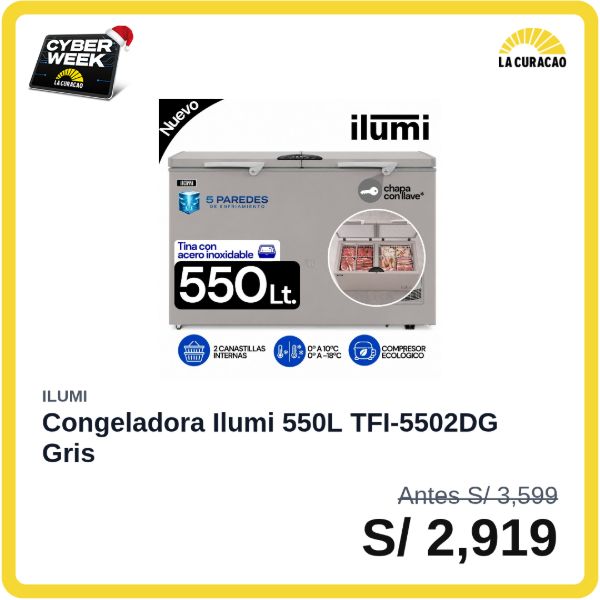 CYBER
WEEK
LA CURACAO
LA CURACAO
Nuevo
ilumi
5 PAREDES
DE ENFRIAMIENTO
chapa
con llave*
Tina con
acero inoxidable
550 Lt.
2 CANASTILLAS
INTERNAS
0° A 10°C
0° A -18°C
COMPRESOR
ECOLÓGICO
ILUMI
Congeladora Ilumi 550L TFI-5502DG
Gris
Antes S/ 3,599
S/ 2,919